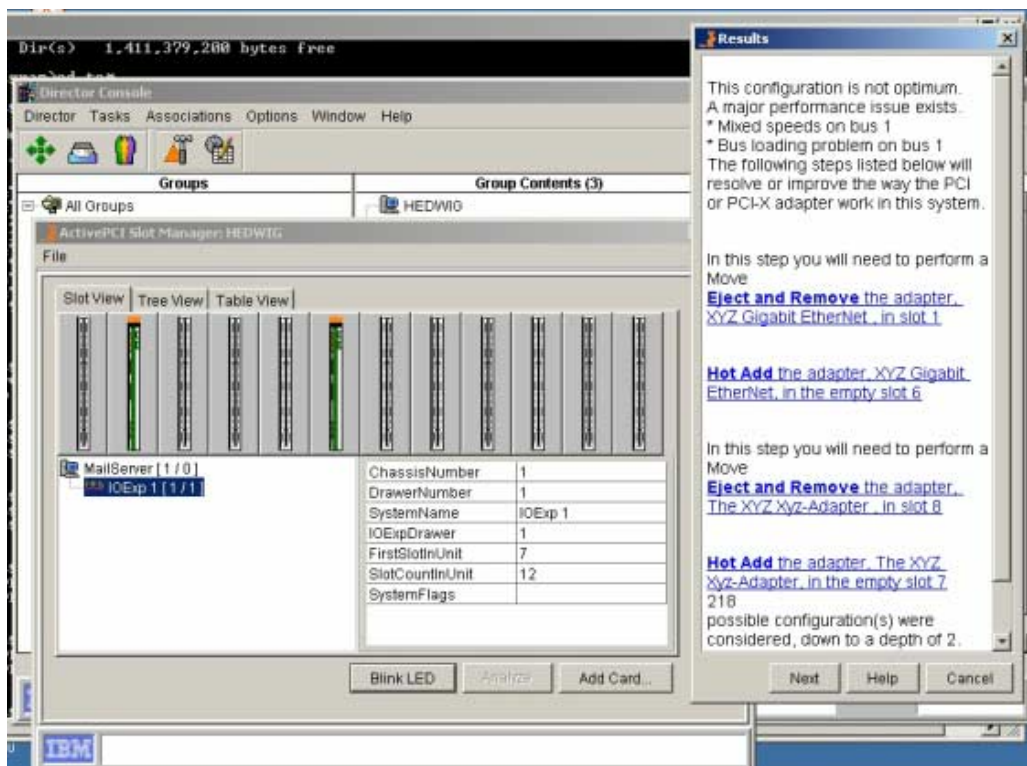 Dir(s) 1,411,379,200 bytes free
Director Console
Director Tasks Associations Options Window Help
Groups
Group Contents (3)
All Groups
HEDWIG
ActivePCI Slot Manager: HEDWIG
File
Slot View
Tree View
Table View
MailServer [ 1 / 0 ]
IOExp 1 [ 1 / 1 ]
ChassisNumber 1
DrawerNumber 1
SystemName IOExp 1
IOExpDrawer 1
FirstSlotInUnit 7
SlotCountInUnit 12
SystemFlags
Blink LED
Analyze
Add Card...
IBM
Results
This configuration is not optimum.
A major performance issue exists.
* Mixed speeds on bus 1
* Bus loading problem on bus 1
The following steps listed below will
resolve or improve the way the PCI
or PCI-X adapter work in this system.
In this step you will need to perform a
Move
Eject and Remove the adapter,
XYZ Gigabit EtherNet , in slot 1
Hot Add the adapter, XYZ Gigabit
EtherNet, in the empty slot 6
In this step you will need to perform a
Move
Eject and Remove the adapter,
The XYZ Xyz-Adapter , in slot 8
Hot Add the adapter, The XYZ
Xyz-Adapter, in the empty slot 7
218
possible configuration(s) were
considered, down to a depth of 2.
Next
Help
Cancel